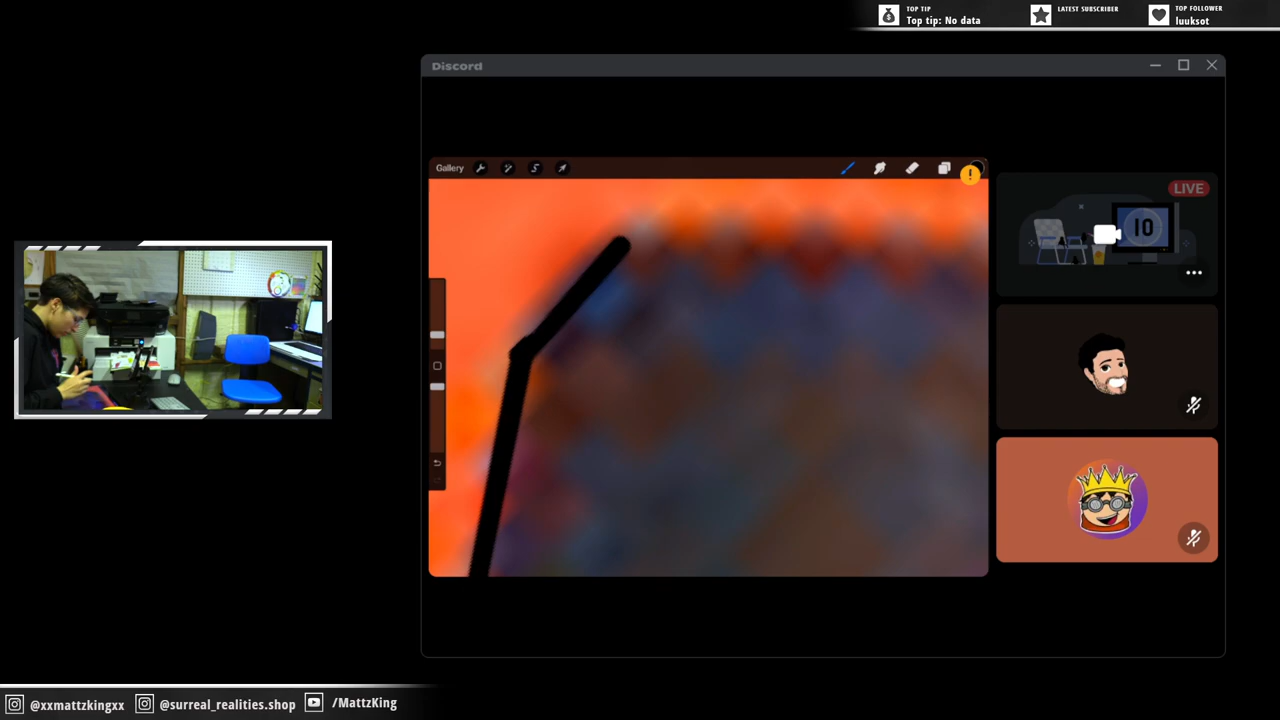 TOP TIP
Top tip: No data
LATEST SUBSCRIBER
TOP FOLLOWER
luuksot
Discord
Gallery
LIVE
10
@xxmattzkingxx
@surreal_realities.shop
/MattzKing